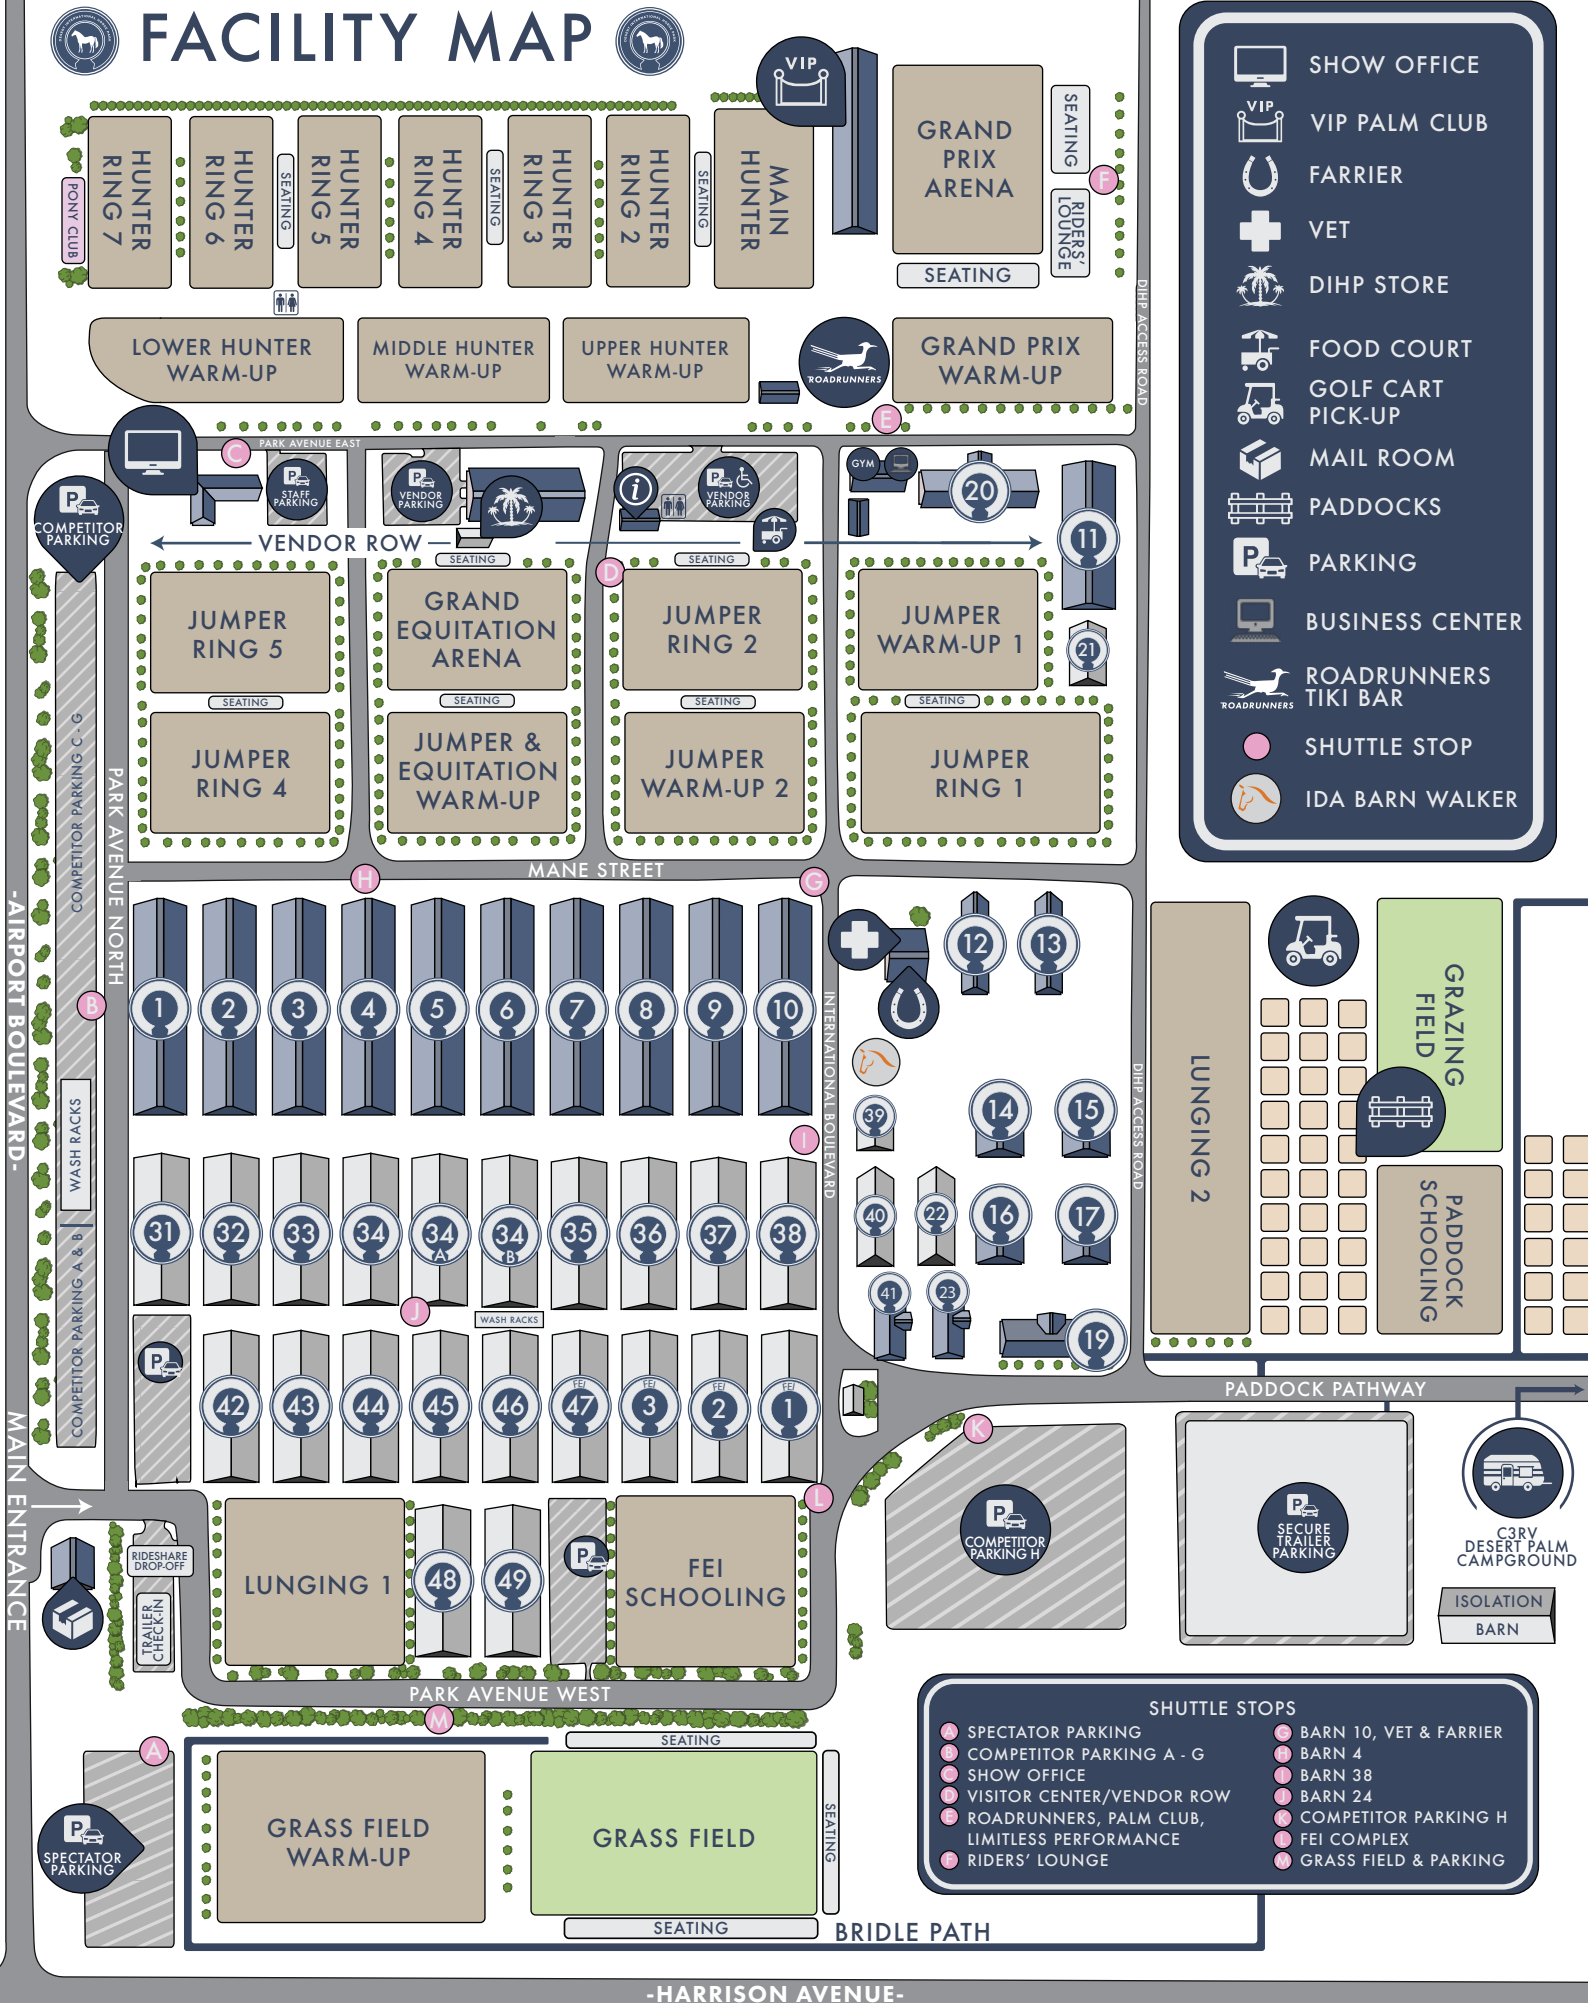 FACILITY MAP
VIP
SHOW OFFICE
VIP
VIP PALM CLUB
FARRIER
VET
DIHP STORE
FOOD COURT
GOLF CART
PICK-UP
MAIL ROOM
PADDOCKS
P
PARKING
BUSINESS CENTER
ROADRUNNERS
ROADRUNNERS
TIKI BAR
SHUTTLE STOP
IDA BARN WALKER
PONY CLUB
HUNTER
RING 7
HUNTER
RING 6
SEATING
HUNTER
RING 5
HUNTER
RING 4
SEATING
HUNTER
RING 3
HUNTER
RING 2
SEATING
MAIN
HUNTER
GRAND
PRIX
ARENA
SEATING
F
RIDERS'
LOUNGE
SEATING
DIHP ACCESS ROAD
LOWER HUNTER
WARM-UP
MIDDLE HUNTER
WARM-UP
UPPER HUNTER
WARM-UP
ROADRUNNERS
GRAND PRIX
WARM-UP
E
C
PARK AVENUE EAST
P
COMPETITOR
PARKING
P
STAFF
PARKING
P
VENDOR
PARKING
i
P
VENDOR
PARKING
GYM
20
11
VENDOR ROW
SEATING
D
SEATING
JUMPER
RING 5
GRAND
EQUITATION
ARENA
JUMPER
RING 2
JUMPER
WARM-UP 1
21
SEATING
SEATING
SEATING
SEATING
JUMPER
RING 4
JUMPER &
EQUITATION
WARM-UP
JUMPER
WARM-UP 2
JUMPER
RING 1
COMPETITOR PARKING C - G
PARK AVENUE NORTH
-AIRPORT BOULEVARD-
MANE STREET
H
G
B
1
2
3
4
5
6
7
8
9
10
INTERNATIONAL BOULEVARD
12
13
39
14
15
40
22
16
17
41
23
19
DIHP ACCESS ROAD
LUNGING 2
GRAZING
FIELD
PADDOCK
SCHOOLING
WASH RACKS
COMPETITOR PARKING A & B
I
31
32
33
34
34
A
34
B
35
36
37
38
J
WASH RACKS
P
42
43
44
45
46
FEI
47
FEI
3
FEI
2
FEI
1
PADDOCK PATHWAY
K
P
COMPETITOR
PARKING H
P
SECURE
TRAILER
PARKING
C3RV
DESERT PALM
CAMPGROUND
ISOLATION
BARN
MAIN ENTRANCE
RIDESHARE
DROP-OFF
TRAILER
CHECK-IN
LUNGING 1
48
49
P
FEI
SCHOOLING
L
PARK AVENUE WEST
M
A
P
SPECTATOR
PARKING
GRASS FIELD
WARM-UP
SEATING
GRASS FIELD
SEATING
SEATING
BRIDLE PATH
SHUTTLE STOPS
A SPECTATOR PARKING
B COMPETITOR PARKING A - G
C SHOW OFFICE
D VISITOR CENTER/VENDOR ROW
E ROADRUNNERS, PALM CLUB,
LIMITLESS PERFORMANCE
F RIDERS' LOUNGE
G BARN 10, VET & FARRIER
H BARN 4
I BARN 38
J BARN 24
K COMPETITOR PARKING H
L FEI COMPLEX
M GRASS FIELD & PARKING
-HARRISON AVENUE-